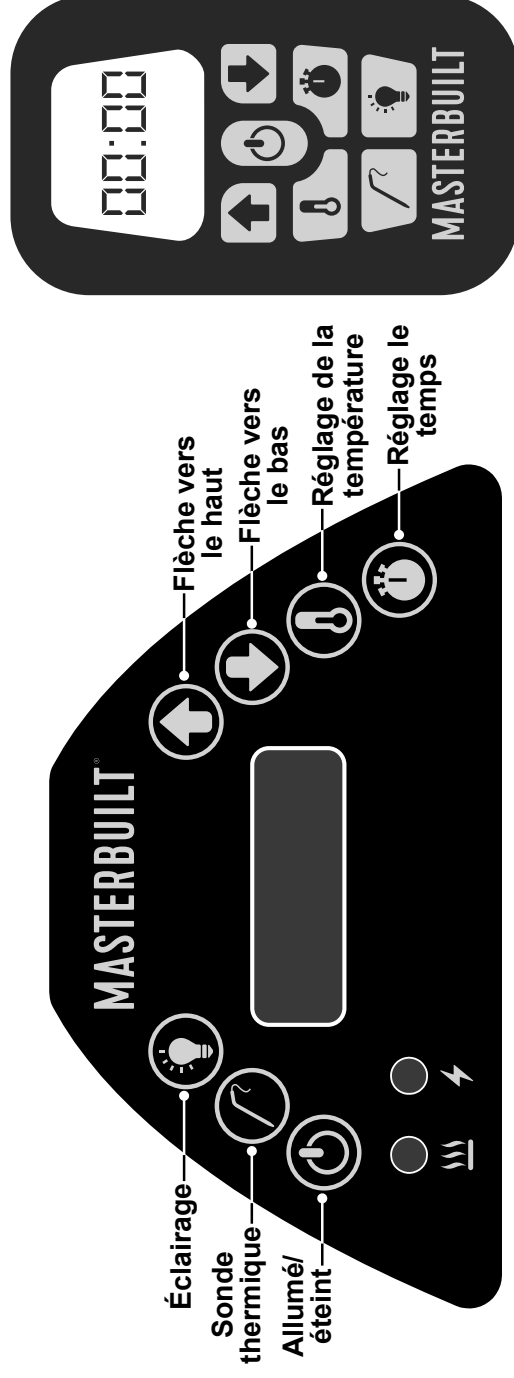 MASTERBUILT®
Éclairage
Sonde
thermique
Allumé/
éteint
Flèche vers
le haut
Flèche vers
le bas
Réglage de la
température
Réglage le
temps
00:00
MASTERBUILT